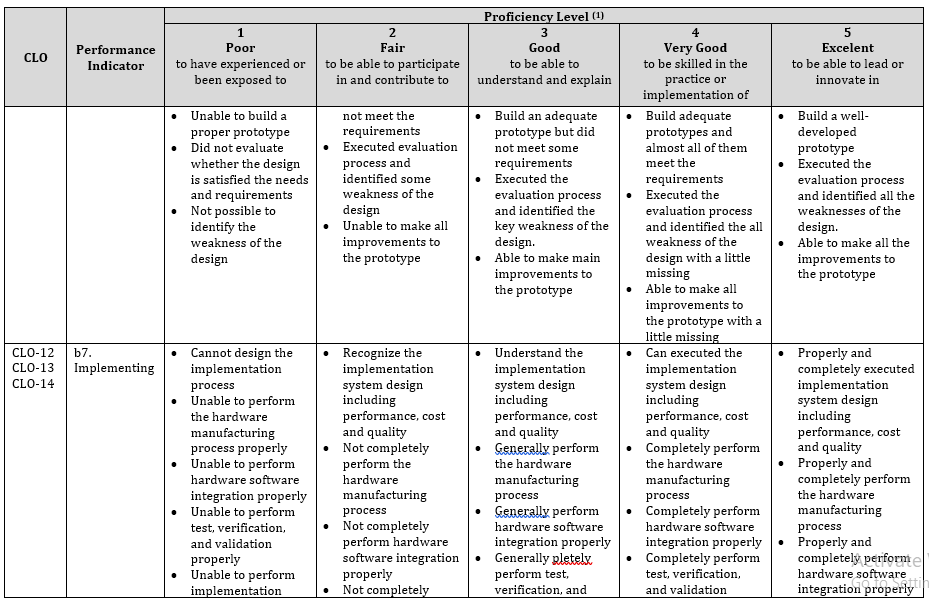 CLO
Performance
Indicator
Proficiency Level (1)
1
Poor
to have experienced or
been exposed to
2
Fair
to be able to participate
in and contribute to
3
Good
to be able to
understand and explain
4
Very Good
to be skilled in the
practice or
implementation of
5
Excelent
to be able to lead or
innovate in
• Unable to build a
proper prototype
• Did not evaluate
whether the design
is satisfied the needs
and requirements
• Not possible to
identify the
weakness of the
design
not meet the
requirements
• Executed evaluation
process and
identified some
weakness of the
design
• Unable to make all
improvements to
the prototype
• Build an adequate
prototype but did
not meet some
requirements
• Executed the
evaluation process
and identified the
key weakness of the
design.
• Able to make main
improvements to
the prototype
• Build adequate
prototypes and
almost all of them
meet the
requirements
• Executed the
evaluation process
and identified the all
weakness of the
design with a little
missing
• Able to make all
improvements to
the prototype with a
little missing
• Build a well-
developed
prototype
• Executed the
evaluation process
and identified all the
weaknesses of the
design.
• Able to make all the
improvements to
the prototype
CLO-12
CLO-13
CLO-14
b7.
Implementing
• Cannot design the
implementation
process
• Unable to perform
the hardware
manufacturing
process properly
• Unable to perform
hardware software
integration properly
• Unable to perform
test, verification,
and validation
properly
• Unable to perform
implementation
• Recognize the
implementation
system design
including
performance, cost
and quality
• Not completely
perform the
hardware
manufacturing
process
• Not completely
perform hardware
software integration
properly
• Not completely
• Understand the
implementation
system design
including
performance, cost
and quality
• Generally perform
the hardware
manufacturing
process
• Generally perform
hardware software
integration properly
• Generally pletely
perform test,
verification, and
• Can executed the
implementation
system design
including
performance, cost
and quality
• Completely perform
the hardware
manufacturing
process
• Completely perform
hardware software
integration properly
• Completely perform
test, verification,
and validation
• Properly and
completely executed
implementation
system design
including
performance, cost
and quality
• Properly and
completely perform
the hardware
manufacturing
process
• Properly and
completely perform
hardware software
integration properly
Activate
Go to Settin